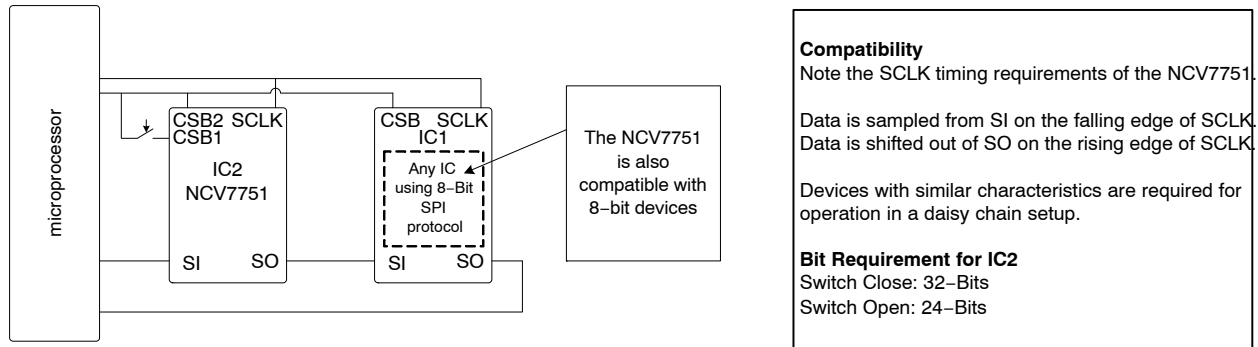 microprocessor
CSB2 SCLK
CSB1
IC2
NCV7751
SI SO
CSB SCLK
IC1
Any IC
using 8−Bit
SPI
protocol
SI SO
The NCV7751
is also
compatible with
8−bit devices
Compatibility
Note the SCLK timing requirements of the NCV7751.
Data is sampled from SI on the falling edge of SCLK.
Data is shifted out of SO on the rising edge of SCLK.
Devices with similar characteristics are required for
operation in a daisy chain setup.
Bit Requirement for IC2
Switch Close: 32−Bits
Switch Open: 24−Bits